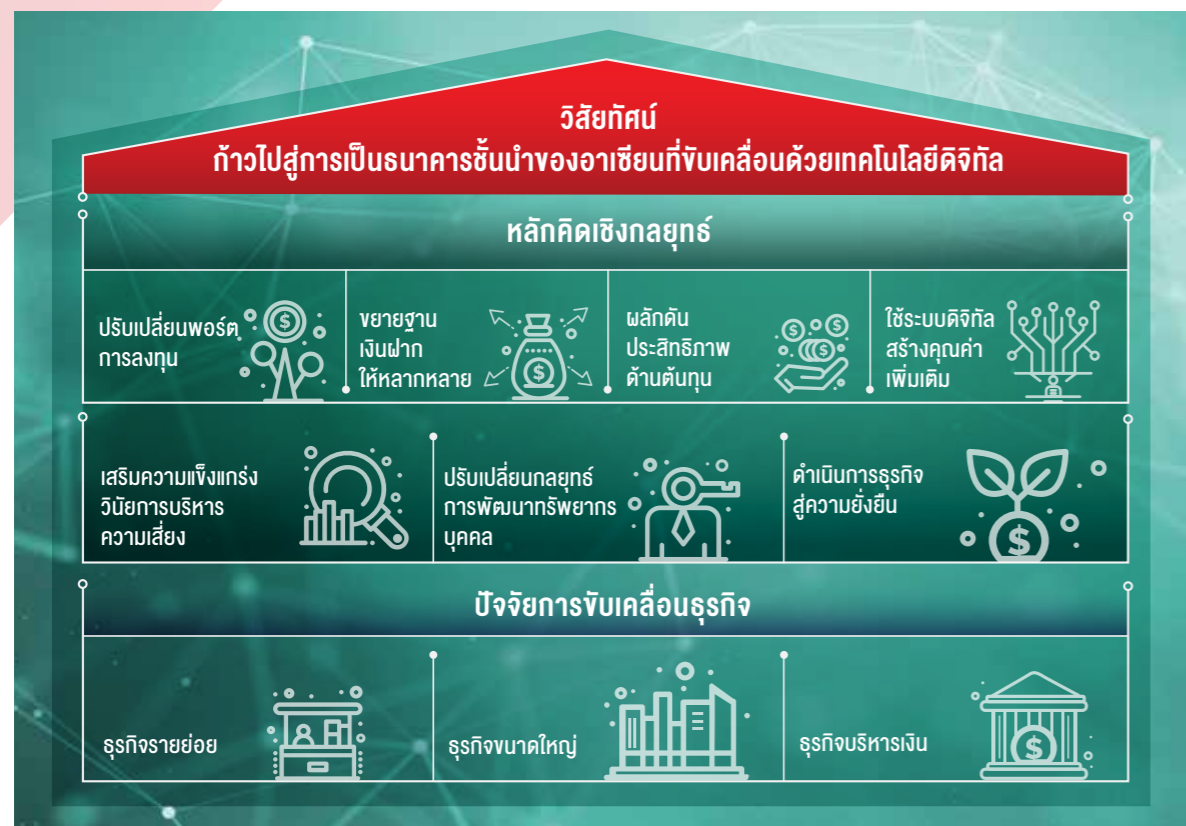 วิสัยทัศน์
ก้าวไปสู่การเป็นธนาคารชั้นนำของอาเซียนที่ขับเคลื่อนด้วยเทคโนโลยีดิจิทัล
หลักคิดเชิงกลยุทธ์
ปรับเปลี่ยนพอร์ต
การลงทุน
ขยายฐาน
เงินฝาก
ให้หลากหลาย
ผลักดัน
ประสิทธิภาพ
ด้านต้นทุน
ใช้ระบบดิจิทัล
สร้างคุณค่า
เพิ่มเติม
เสริมความแข็งแกร่ง
วินัยการบริหาร
ความเสี่ยง
ปรับเปลี่ยนกลยุทธ์
การพัฒนาทรัพยากร
บุคคล
ดำเนินการธุรกิจ
สู่ความยั่งยืน
ปัจจัยการขับเคลื่อนธุรกิจ
ธุรกิจรายย่อย
ธุรกิจขนาดใหญ่
ธุรกิจบริหารเงิน